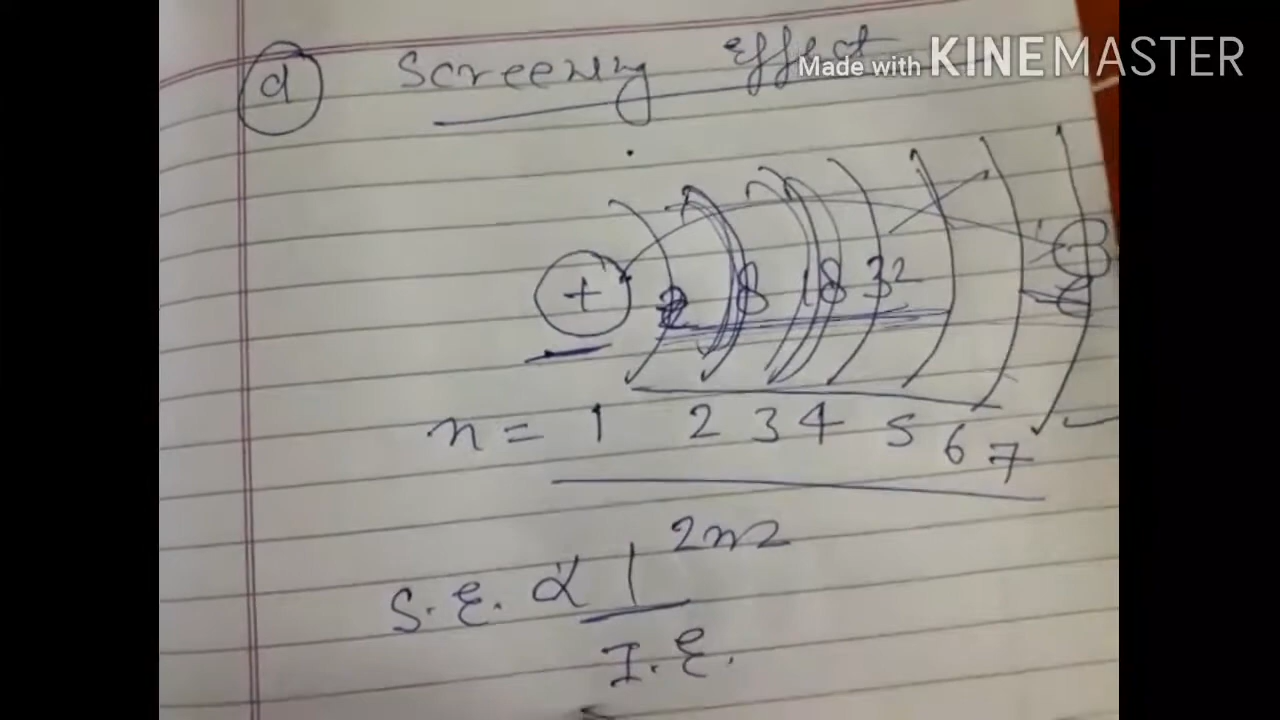 d Screening effect
Made with KINEMASTER
+ 2 8 18 32
n = 1 2 3 4 5 6 7
2n2
S.E. α 1
I.E.